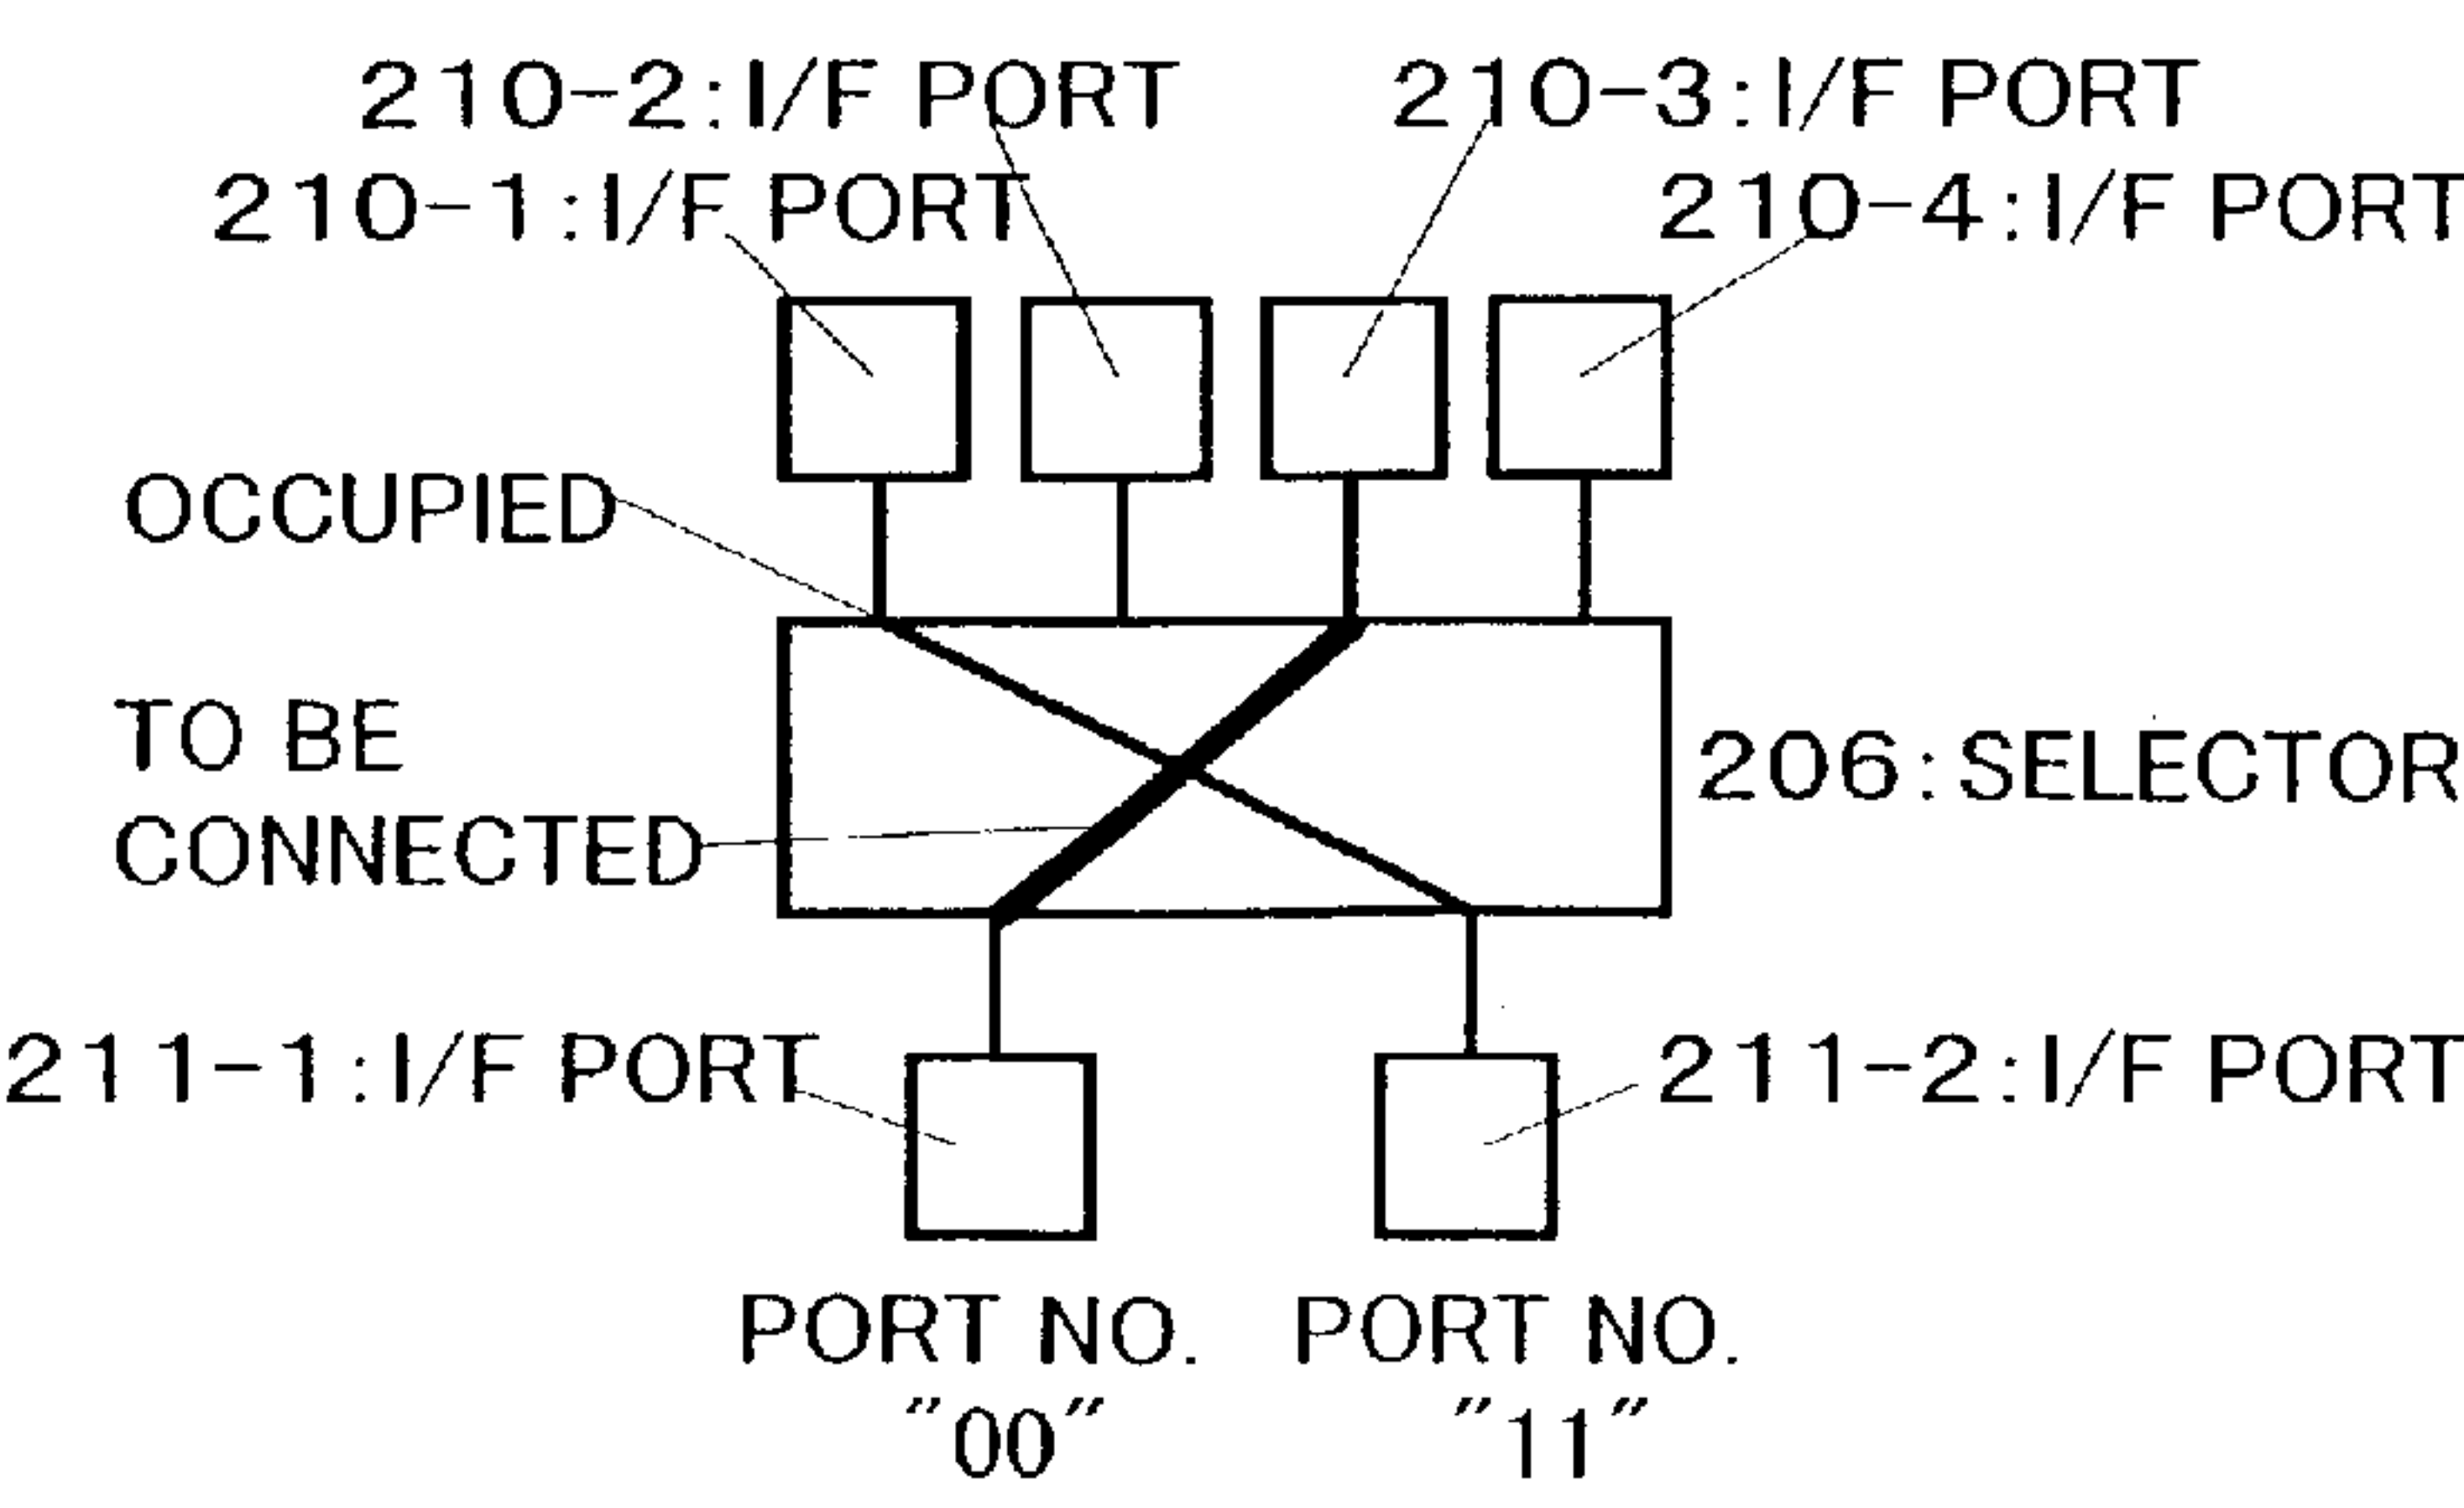 210-2:I/F PORT
210-3:I/F PORT
210-1:I/F PORT
210-4:I/F PORT
OCCUPIED
TO BE
CONNECTED
206:SELECTOR
211-1:I/F PORT
211-2:I/F PORT
PORT NO.
"00"
PORT NO.
"11"